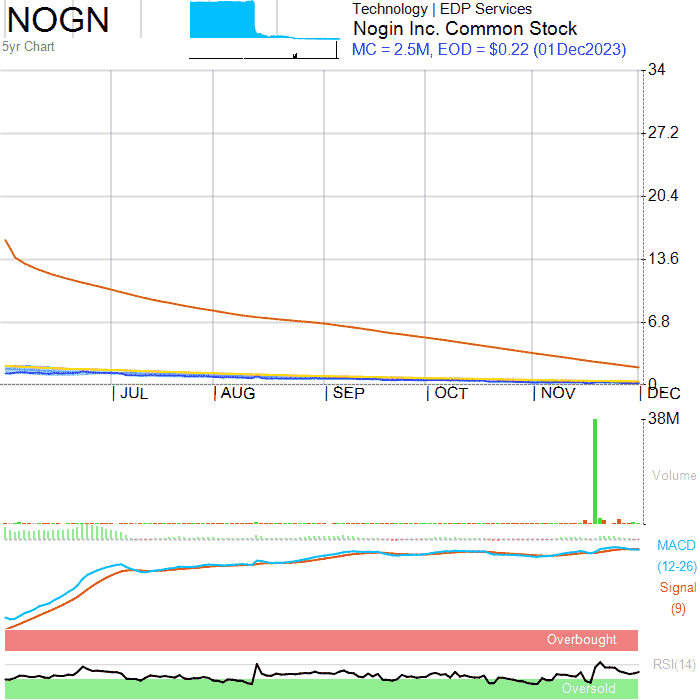 NOGN
Technology | EDP Services
Nogin Inc. Common Stock
5yr Chart
MC = 2.5M, EOD = $0.22 (01Dec2023)
34
27.2
20.4
13.6
6.8
0
JUL
AUG
SEP
OCT
NOV
DEC
38M
Volume
MACD
(12-26)
Signal
(9)
Overbought
RSI(14)
Oversold